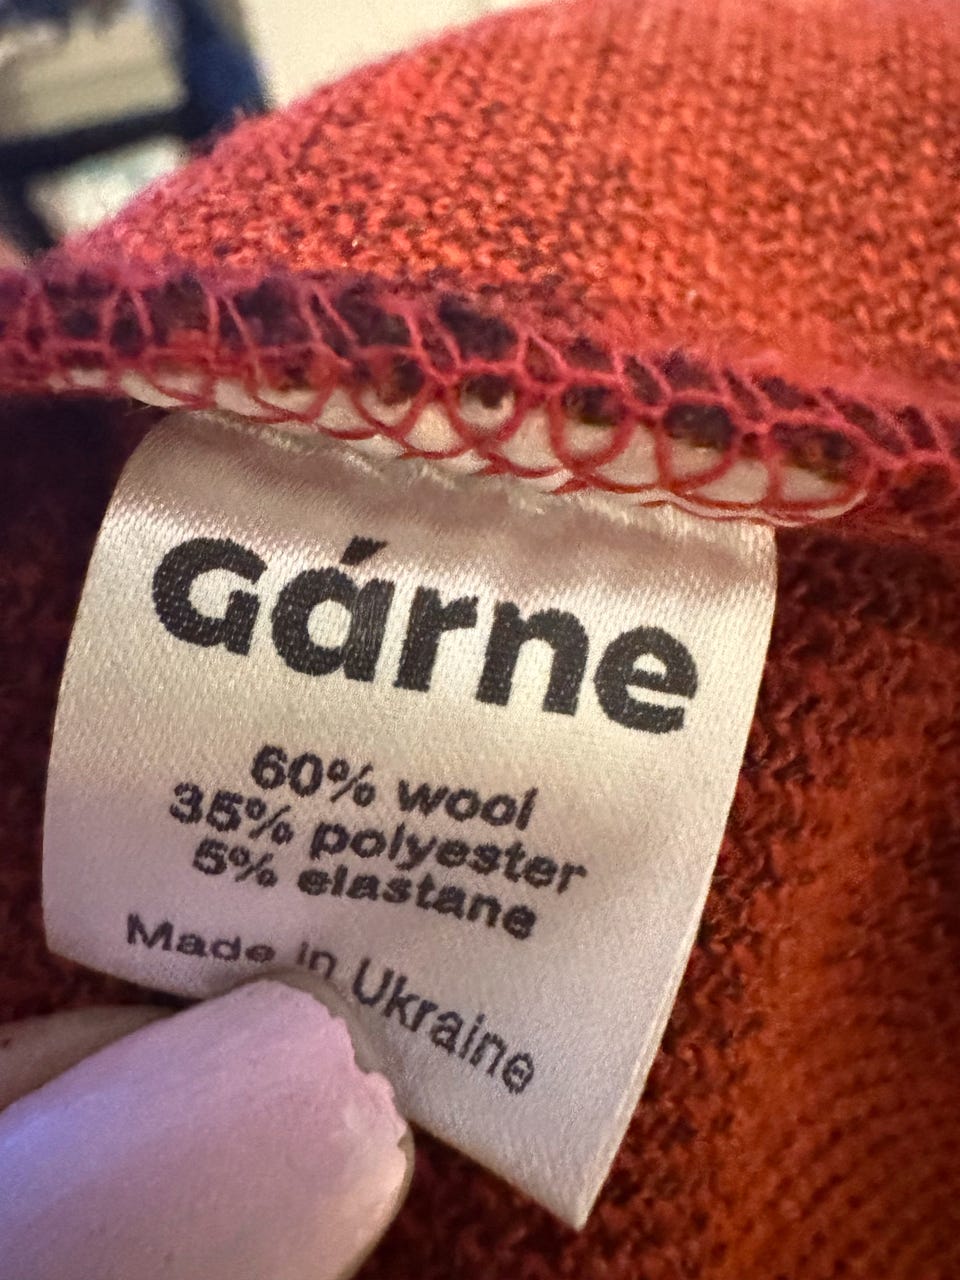 Gárne
60% wool
35% polyester
5% elastane
Made in Ukraine